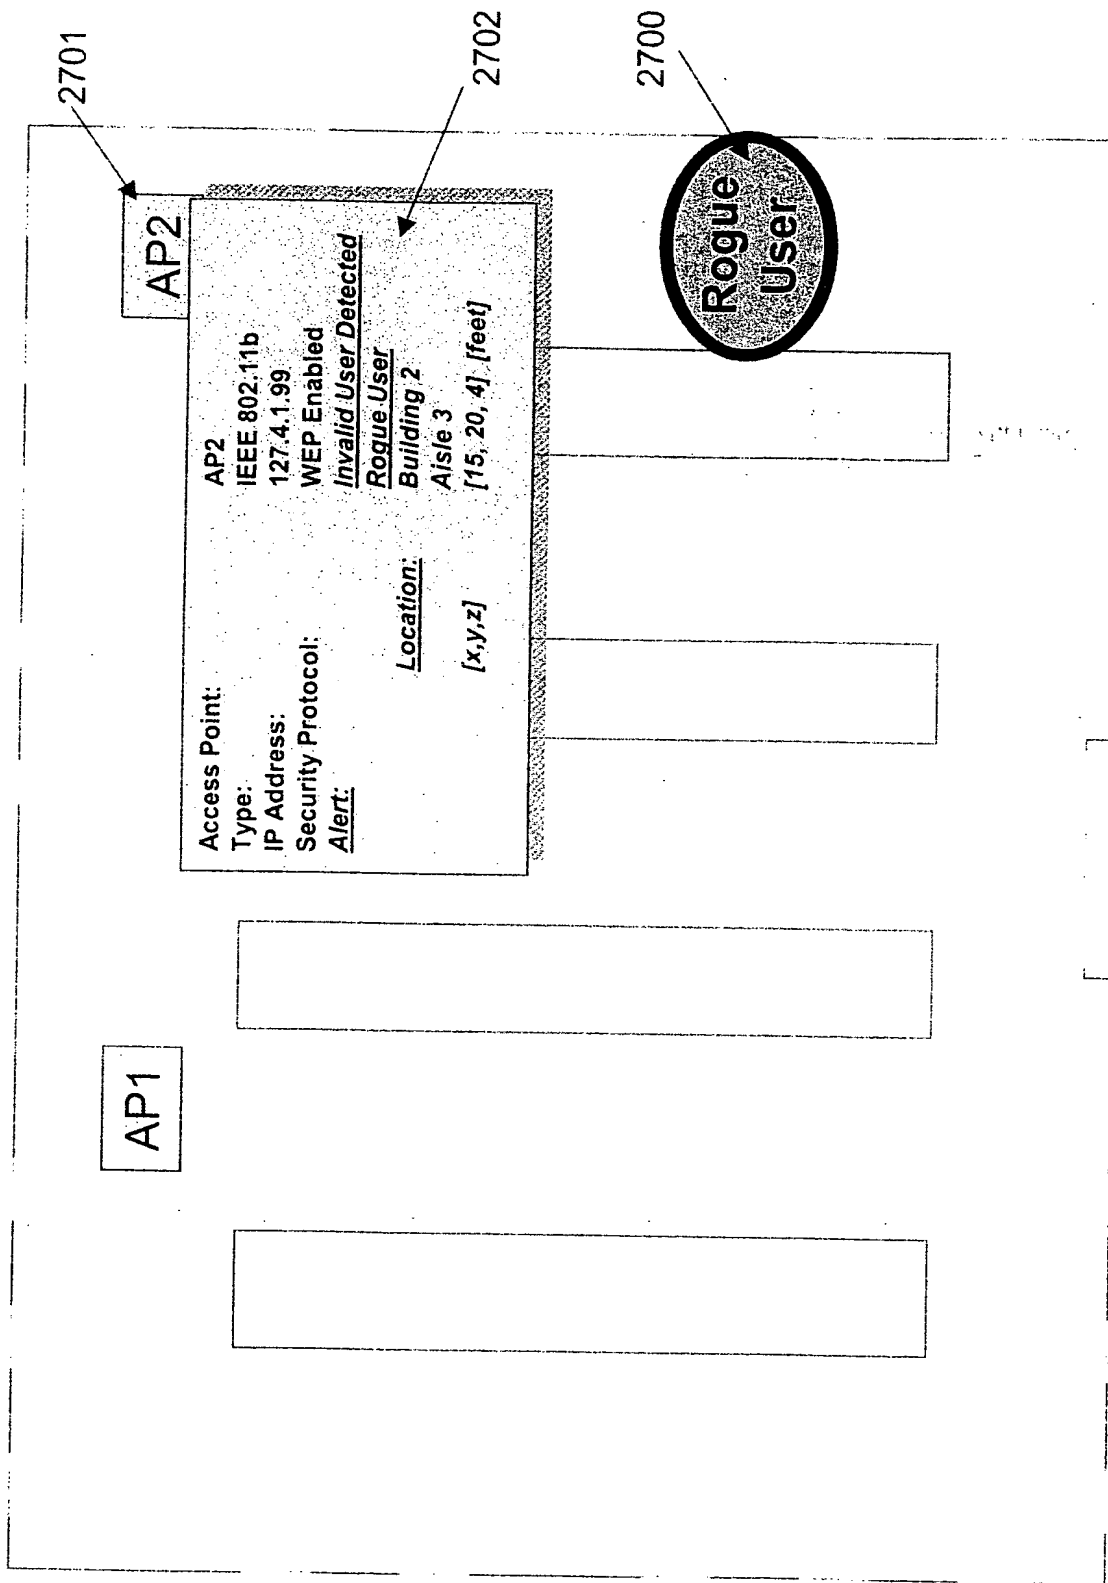 2701
AP2
2702
Access Point: AP2
Type: IEEE 802.11b
IP Address: 127.4.1.99
Security Protocol: WEP Enabled
Alert: Invalid User Detected
Rogue User
Location: Building 2
Aisle 3
[x,y,z] [15, 20, 4] [feet]
AP1
2700
Rogue
User